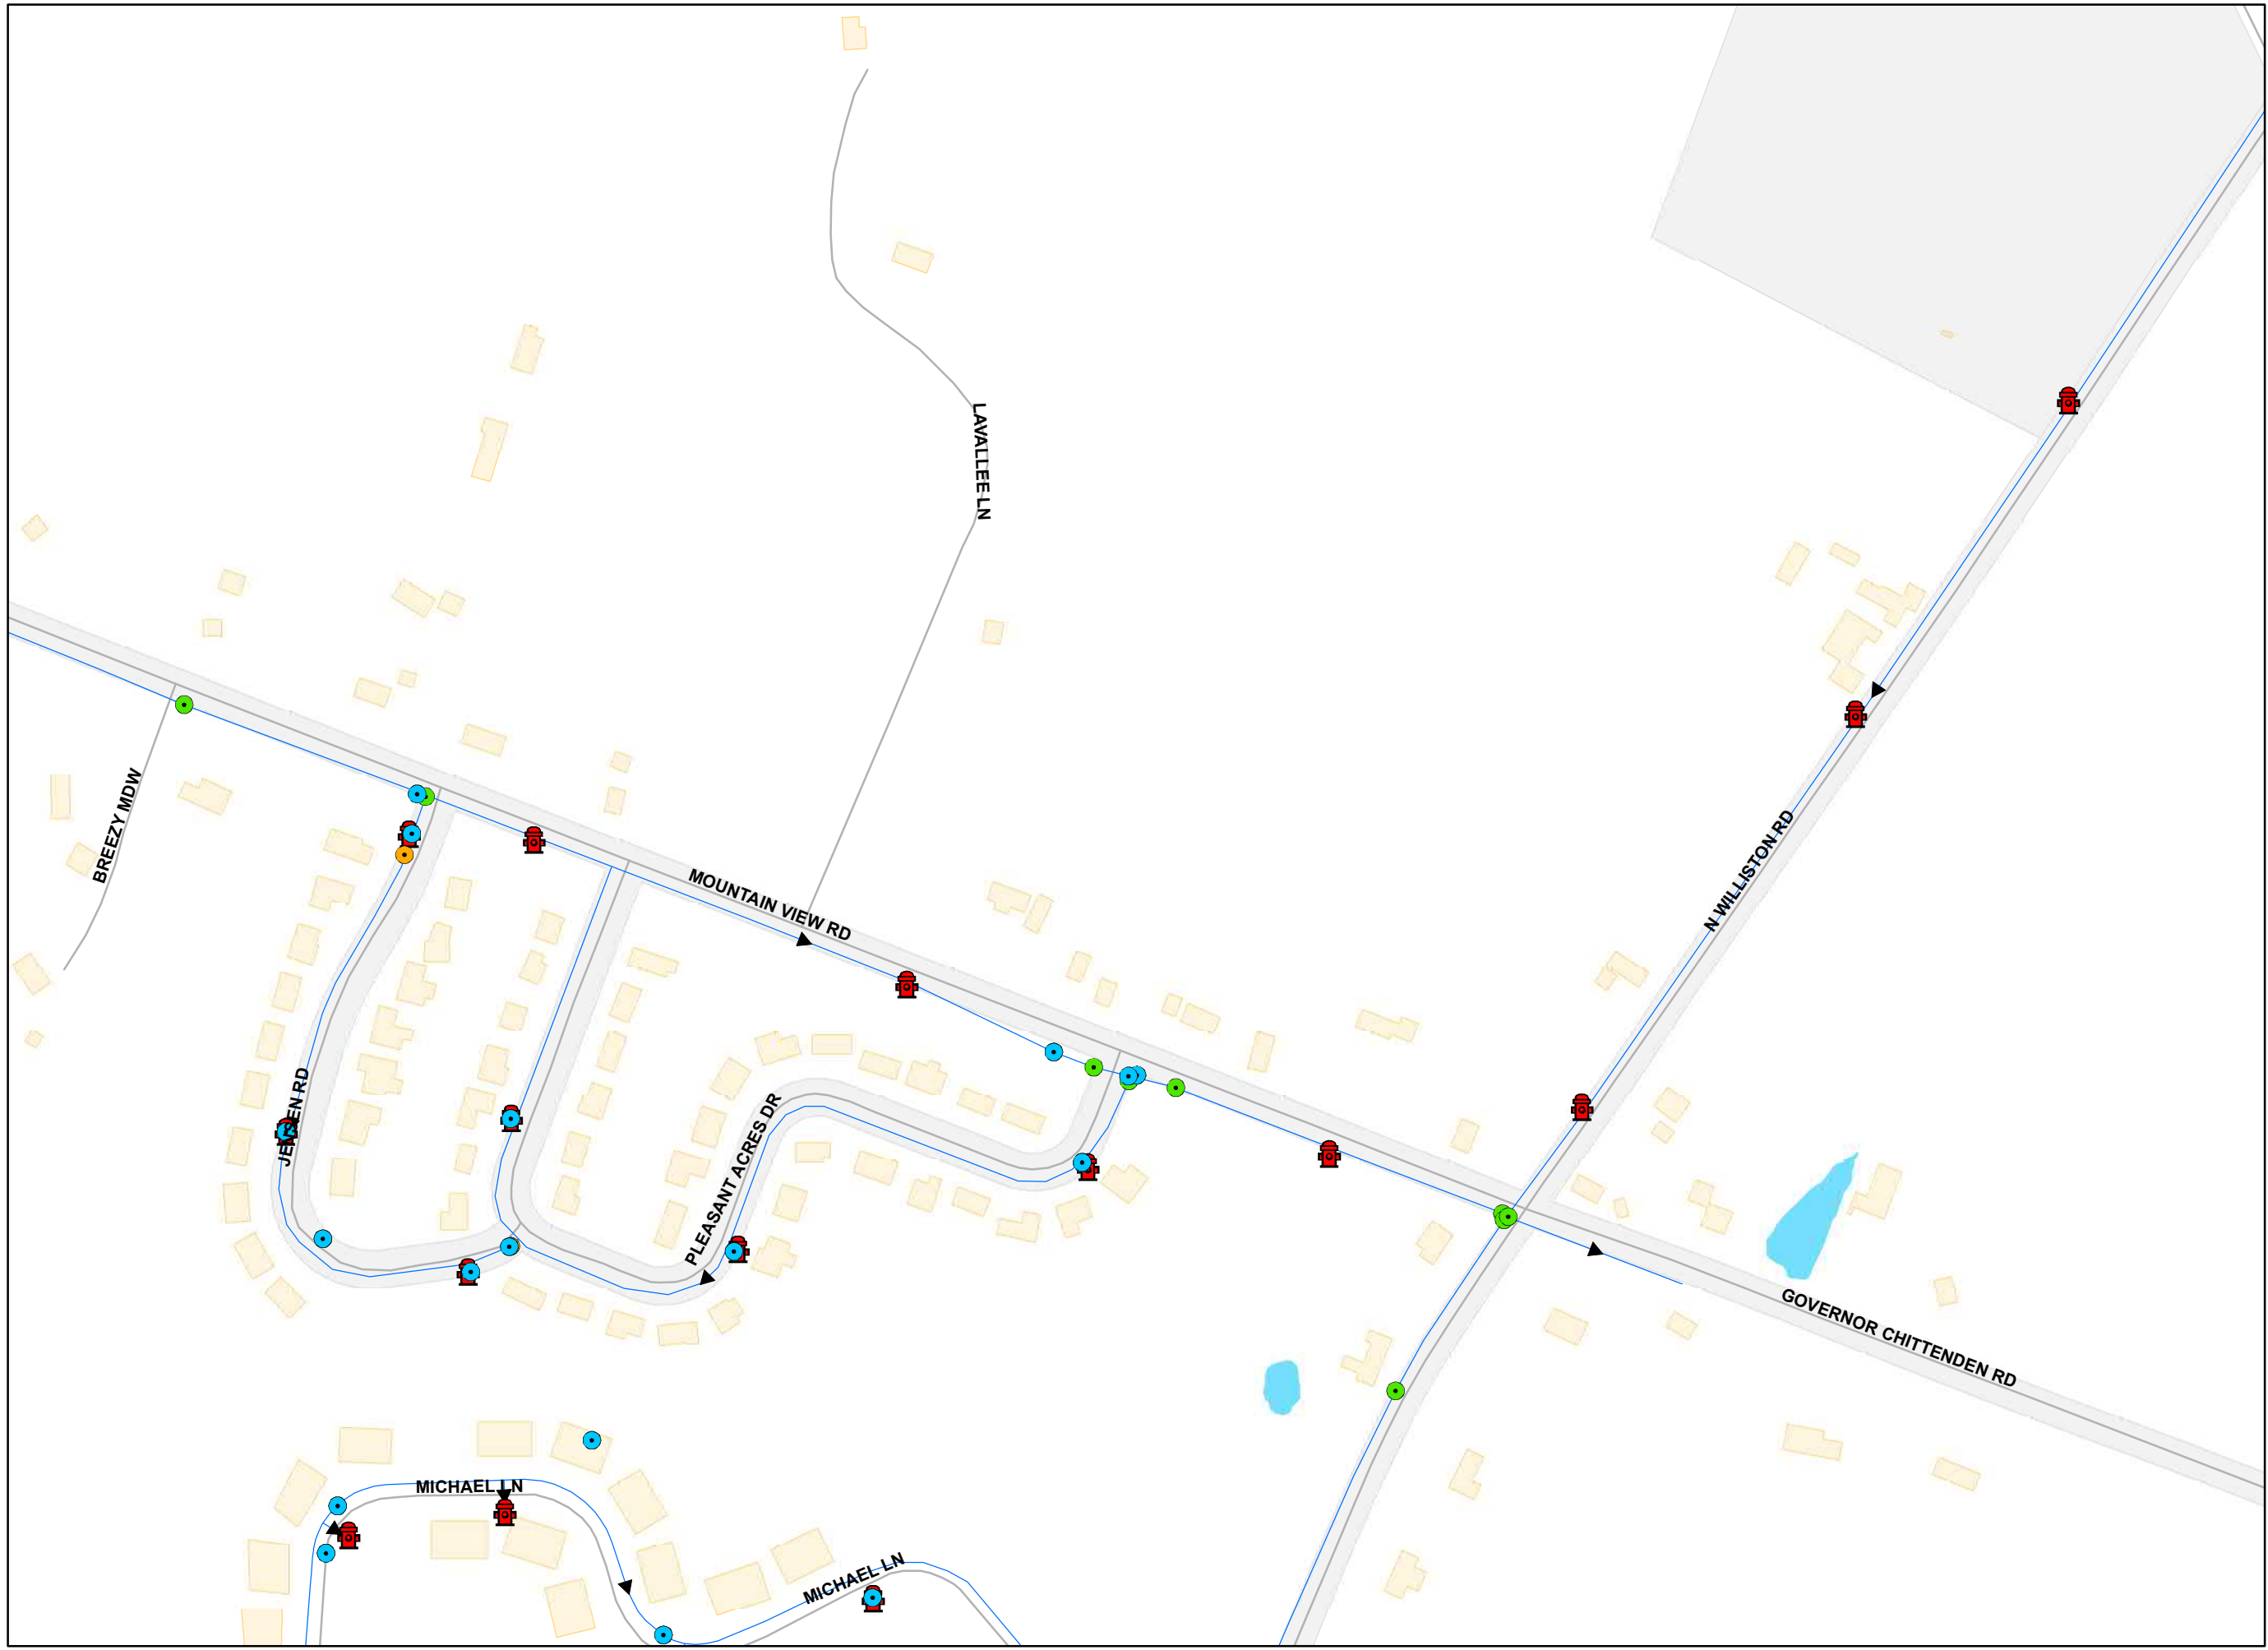 LAVALLEE LN
BREEZY MDW
MOUNTAIN VIEW RD
N WILLISTON RD
PLEASANT ACRES DR
GOVERNOR CHITTENDEN RD
MICHAEL LN
MICHAEL LN